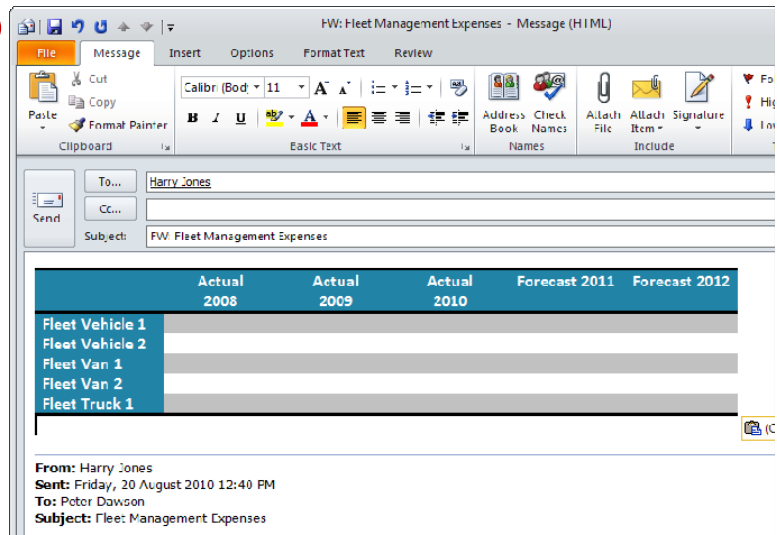 FW: Fleet Management Expenses - Message (HTML)
File Message Insert Options Format Text Review
Cut
Copy
Format Painter
Paste
Clipboard
Calibri (Body 11
B I U
Basic Text
Address Book
Check Names
Names
Attach File
Attach Item
Signature
Include
Send
To... Harry Jones
Cc...
Subject: FW: Fleet Management Expenses
Actual 2008 Actual 2009 Actual 2010 Forecast 2011 Forecast 2012
Fleet Vehicle 1
Fleet Vehicle 2
Fleet Van 1
Fleet Van 2
Fleet Truck 1
From: Harry Jones
Sent: Friday, 20 August 2010 12:40 PM
To: Peter Dawson
Subject: Fleet Management Expenses